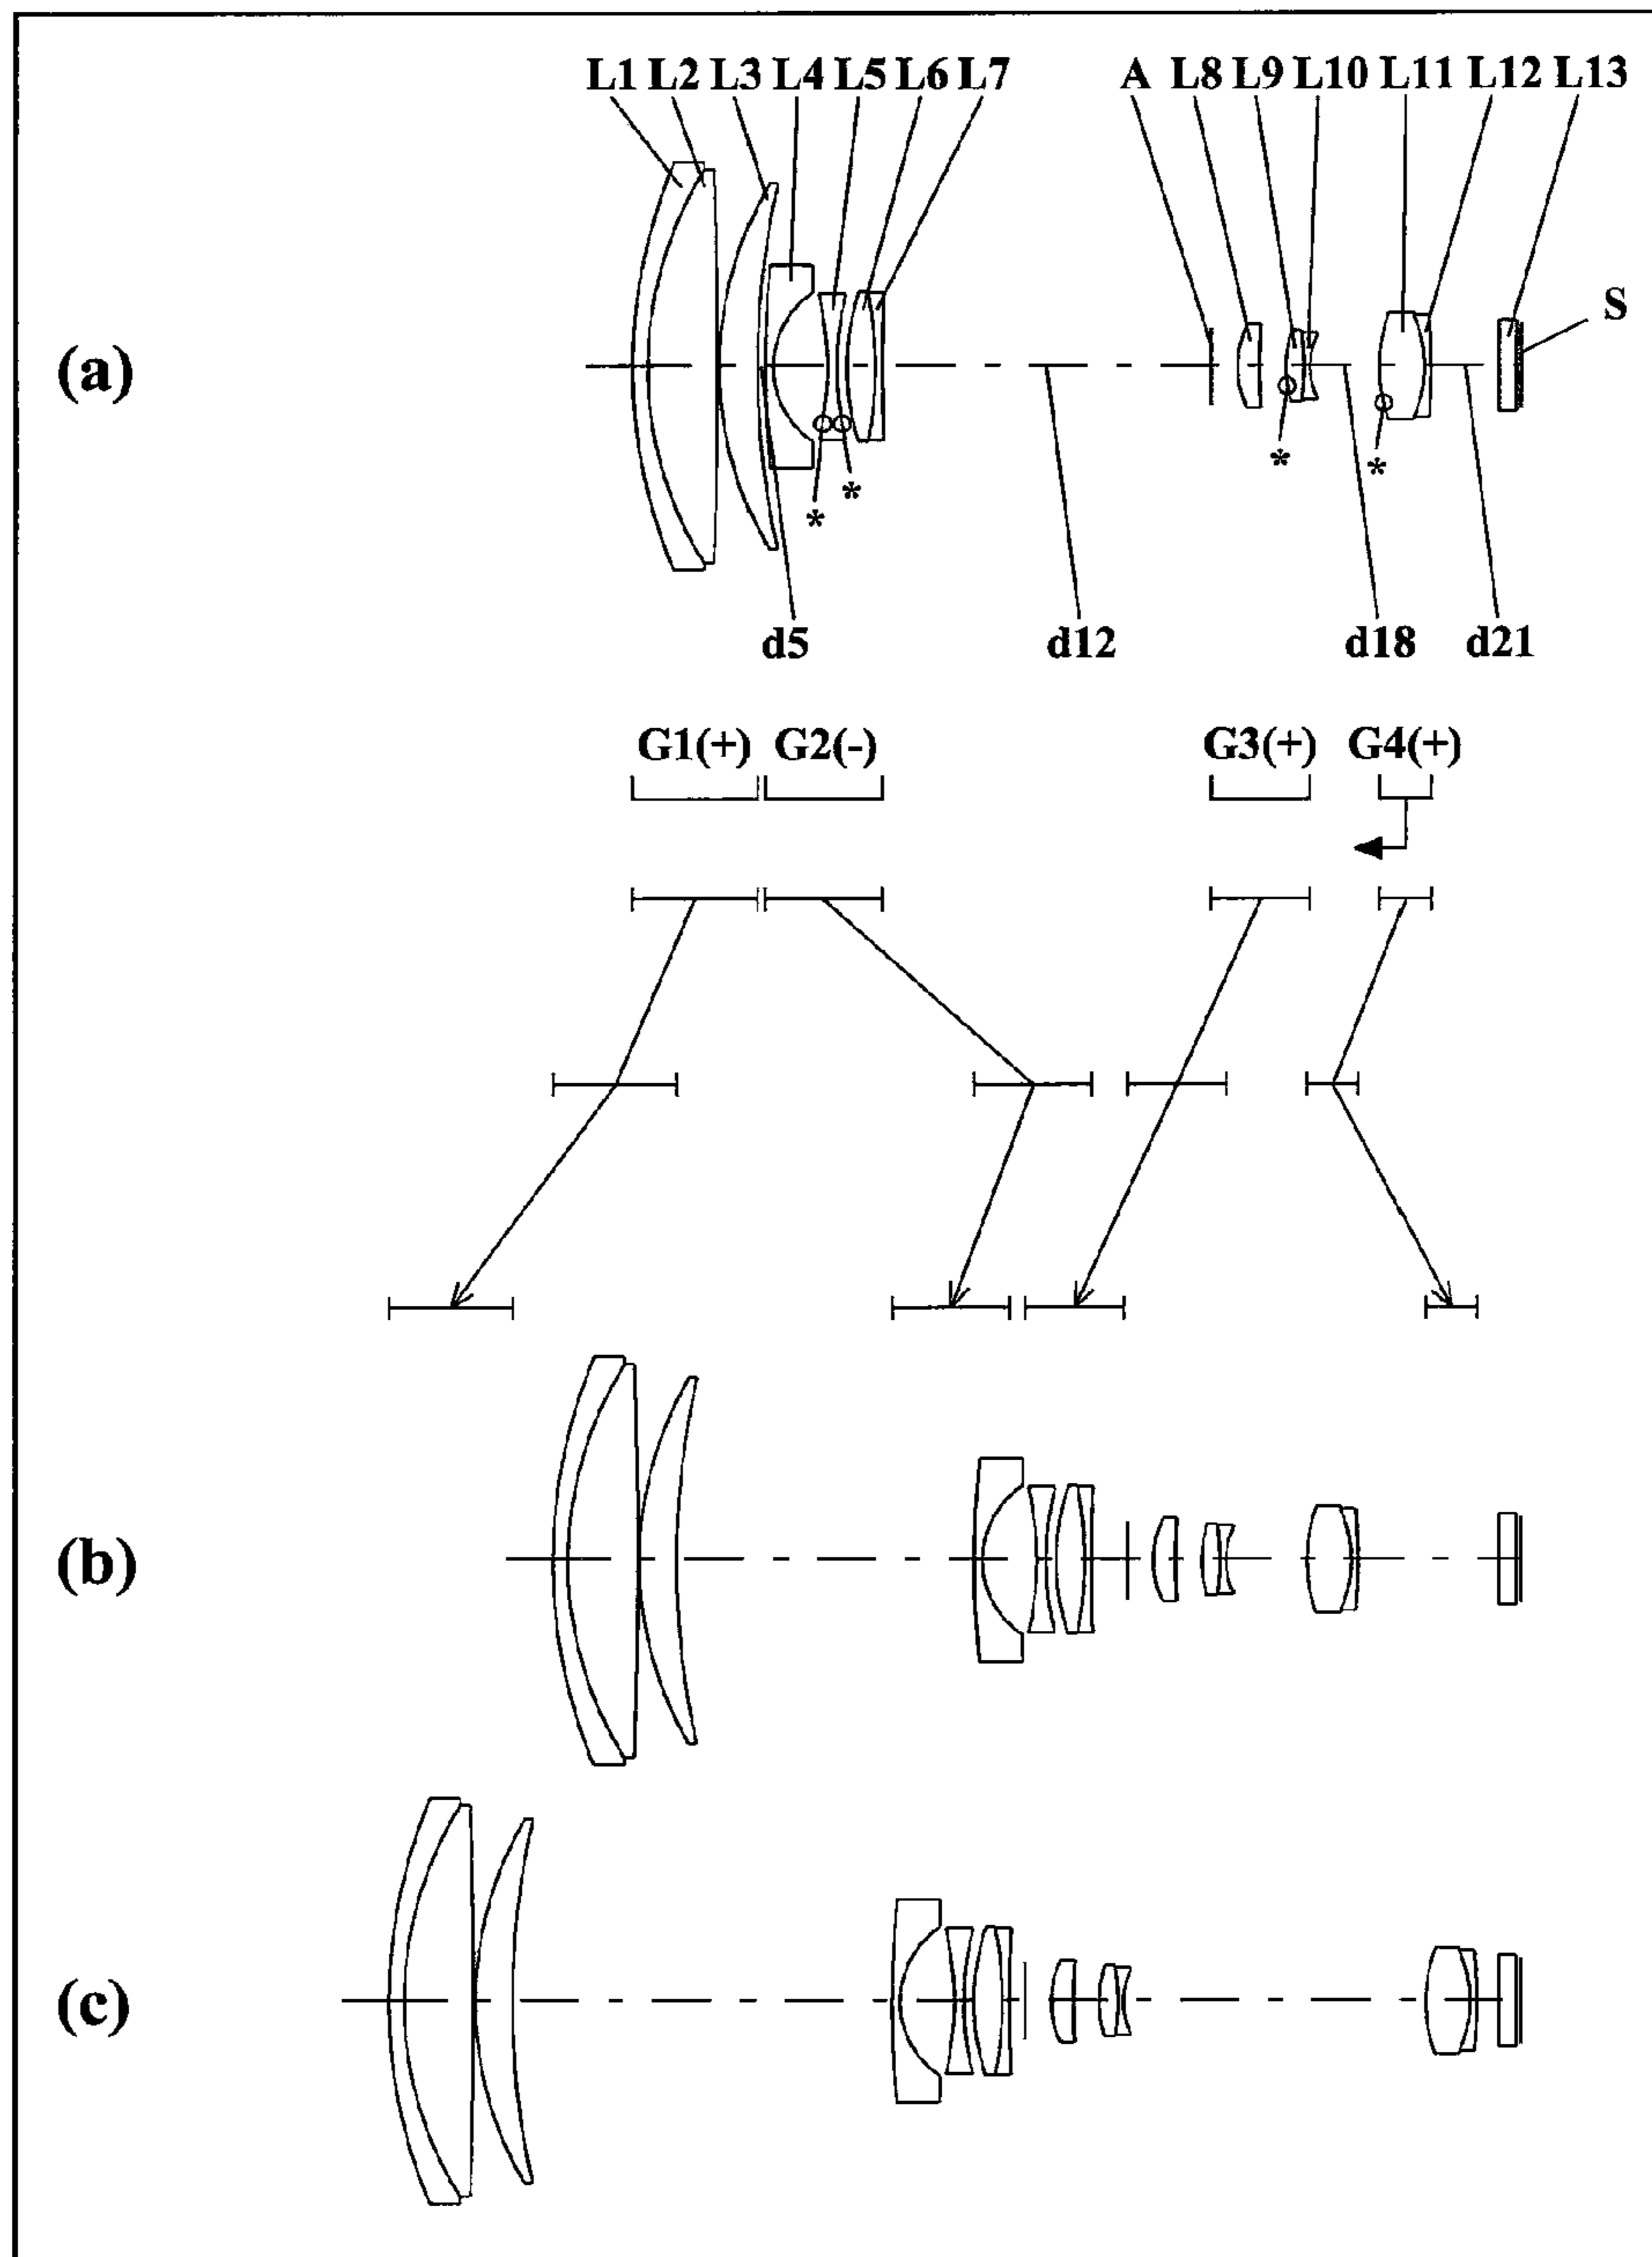 L1 L2 L3 L4 L5 L6 L7 A L8 L9 L10 L11 L12 L13
S
(a)
*
*
*
*
d5 d12 d18 d21
G1(+) G2(-) G3(+) G4(+)
(b)
(c)